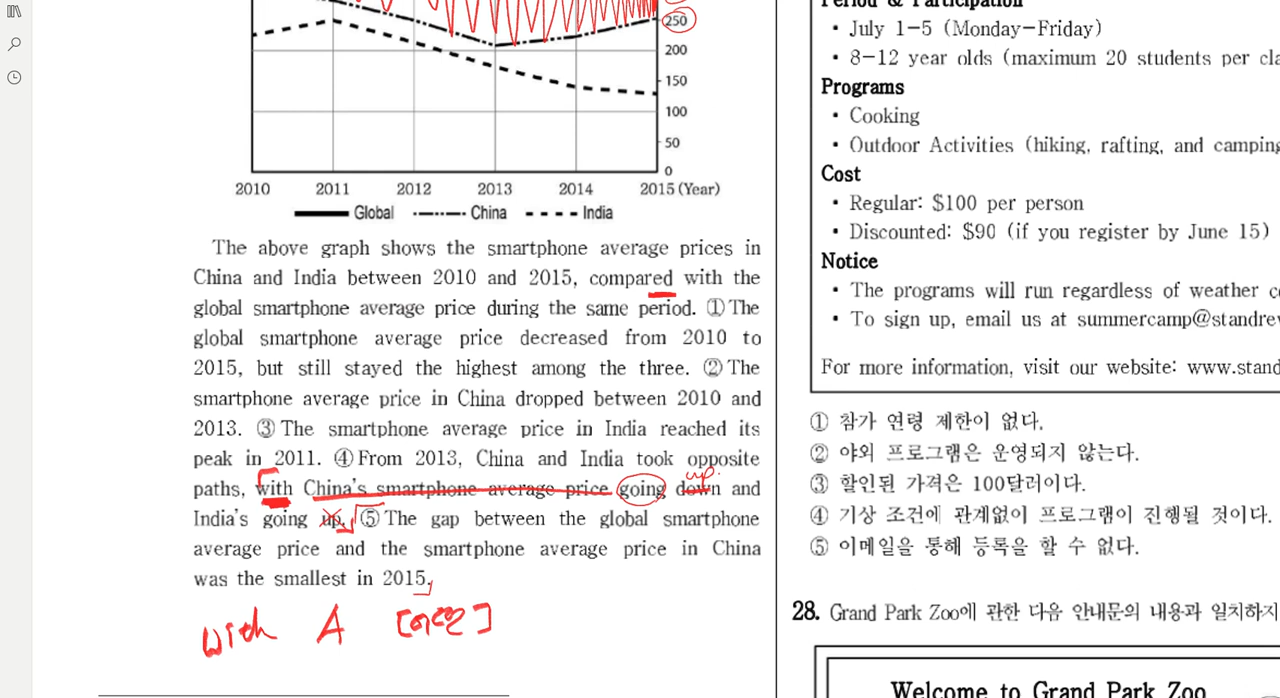 250
200
150
100
50
0
2010 2011 2012 2013 2014 2015 (Year)
Global China India
The above graph shows the smartphone average prices in
China and India between 2010 and 2015, compared with the
global smartphone average price during the same period. ① The
global smartphone average price decreased from 2010 to
2015, but still stayed the highest among the three. ② The
smartphone average price in China dropped between 2010 and
2013. ③ The smartphone average price in India reached its
peak in 2011. ④ From 2013, China and India took opposite
up.
paths, with China's smartphone average price going down and
India's going up. ⑤ The gap between the global smartphone
average price and the smartphone average price in China
was the smallest in 2015.
with A
Period & Participation
• July 1-5 (Monday-Friday)
• 8-12 year olds (maximum 20 students per
Programs
• Cooking
• Outdoor Activities (hiking, rafting, and camping
Cost
• Regular: $100 per person
• Discounted: $90 (if you register by June 15)
Notice
• The programs will run regardless of weather
• To sign up, email us at summercamp@standrew
For more information, visit our website: www.stand
① 참가 연령 제한이 없다.
② 야외 프로그램은 운영되지 않는다.
③ 할인된 가격은 100달러이다.
④ 기상 조건에 관계없이 프로그램이 진행될 것이다.
⑤ 이메일을 통해 등록을 할 수 없다.
28. Grand Park Zoo에 관한 다음 안내문의 내용과 일치하지
Welcome to Grand Park Zoo